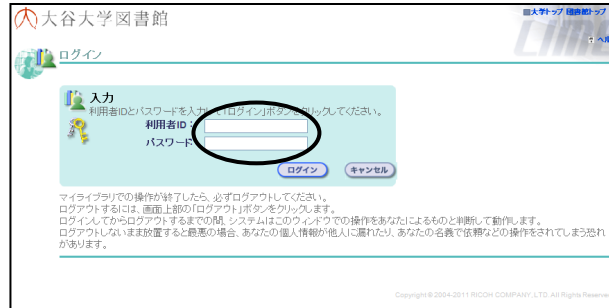 大谷大学図書館
■大学トップ 図書館トップ
? ヘル
ログイン
入力
利用者IDとパスワードを入力して「ログイン」ボタンをクリックしてください。
利用者ID：
パスワード
ログイン キャンセル
マイライブラリでの操作が終了したら、必ずログアウトしてください。
ログアウトするには、画面上部の「ログアウト」ボタンをクリックします。
ログインしてからログアウトするまでの間、システムはこのウィンドウでの操作をあなたによるものと判断して動作します。
ログアウトしないまま放置すると最悪の場合、あなたの個人情報が他人に漏れたり、あなたの名義で依頼などの操作をされてしまう恐れ
があります。
Copyright © 2004-2011 RICOH COMPANY, LTD. All Rights Reserve